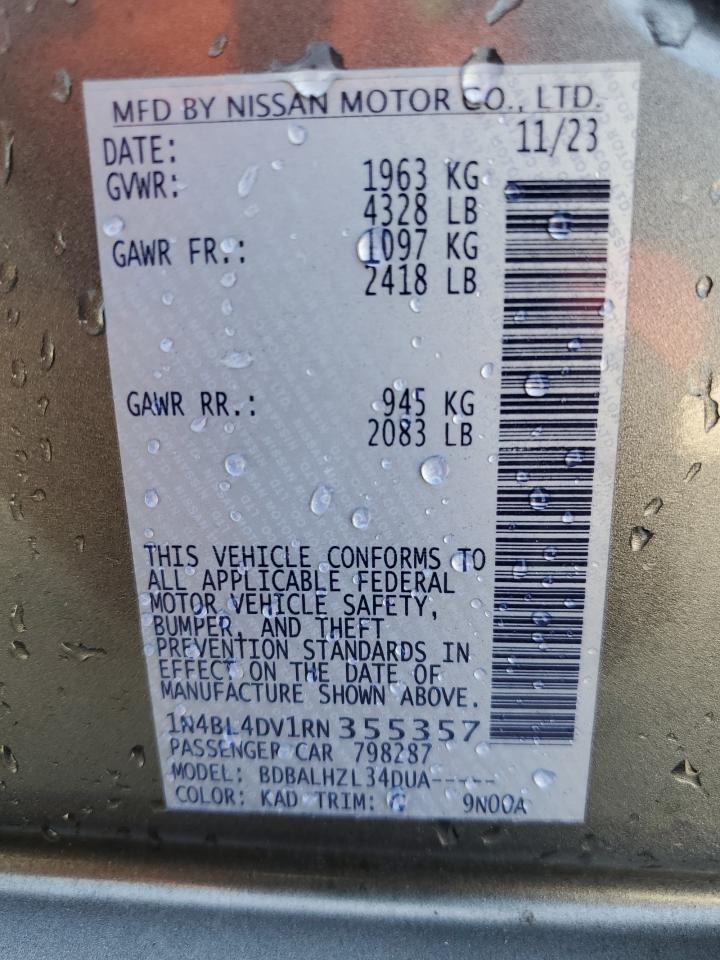 MFD BY NISSAN MOTOR CO., LTD.
DATE: 11/23
GVWR: 1963 KG
4328 LB
GAWR FR.: 1097 KG
2418 LB
GAWR RR.: 945 KG
2083 LB
THIS VEHICLE CONFORMS TO
ALL APPLICABLE FEDERAL
MOTOR VEHICLE SAFETY,
BUMPER, AND THEFT
PREVENTION STANDARDS IN
EFFECT ON THE DATE OF
MANUFACTURE SHOWN ABOVE.
1N4BL4DV1RN355357
PASSENGER CAR 798287
MODEL: BDBALHZL34DUA-----
COLOR: KAD TRIM: G 9N00A